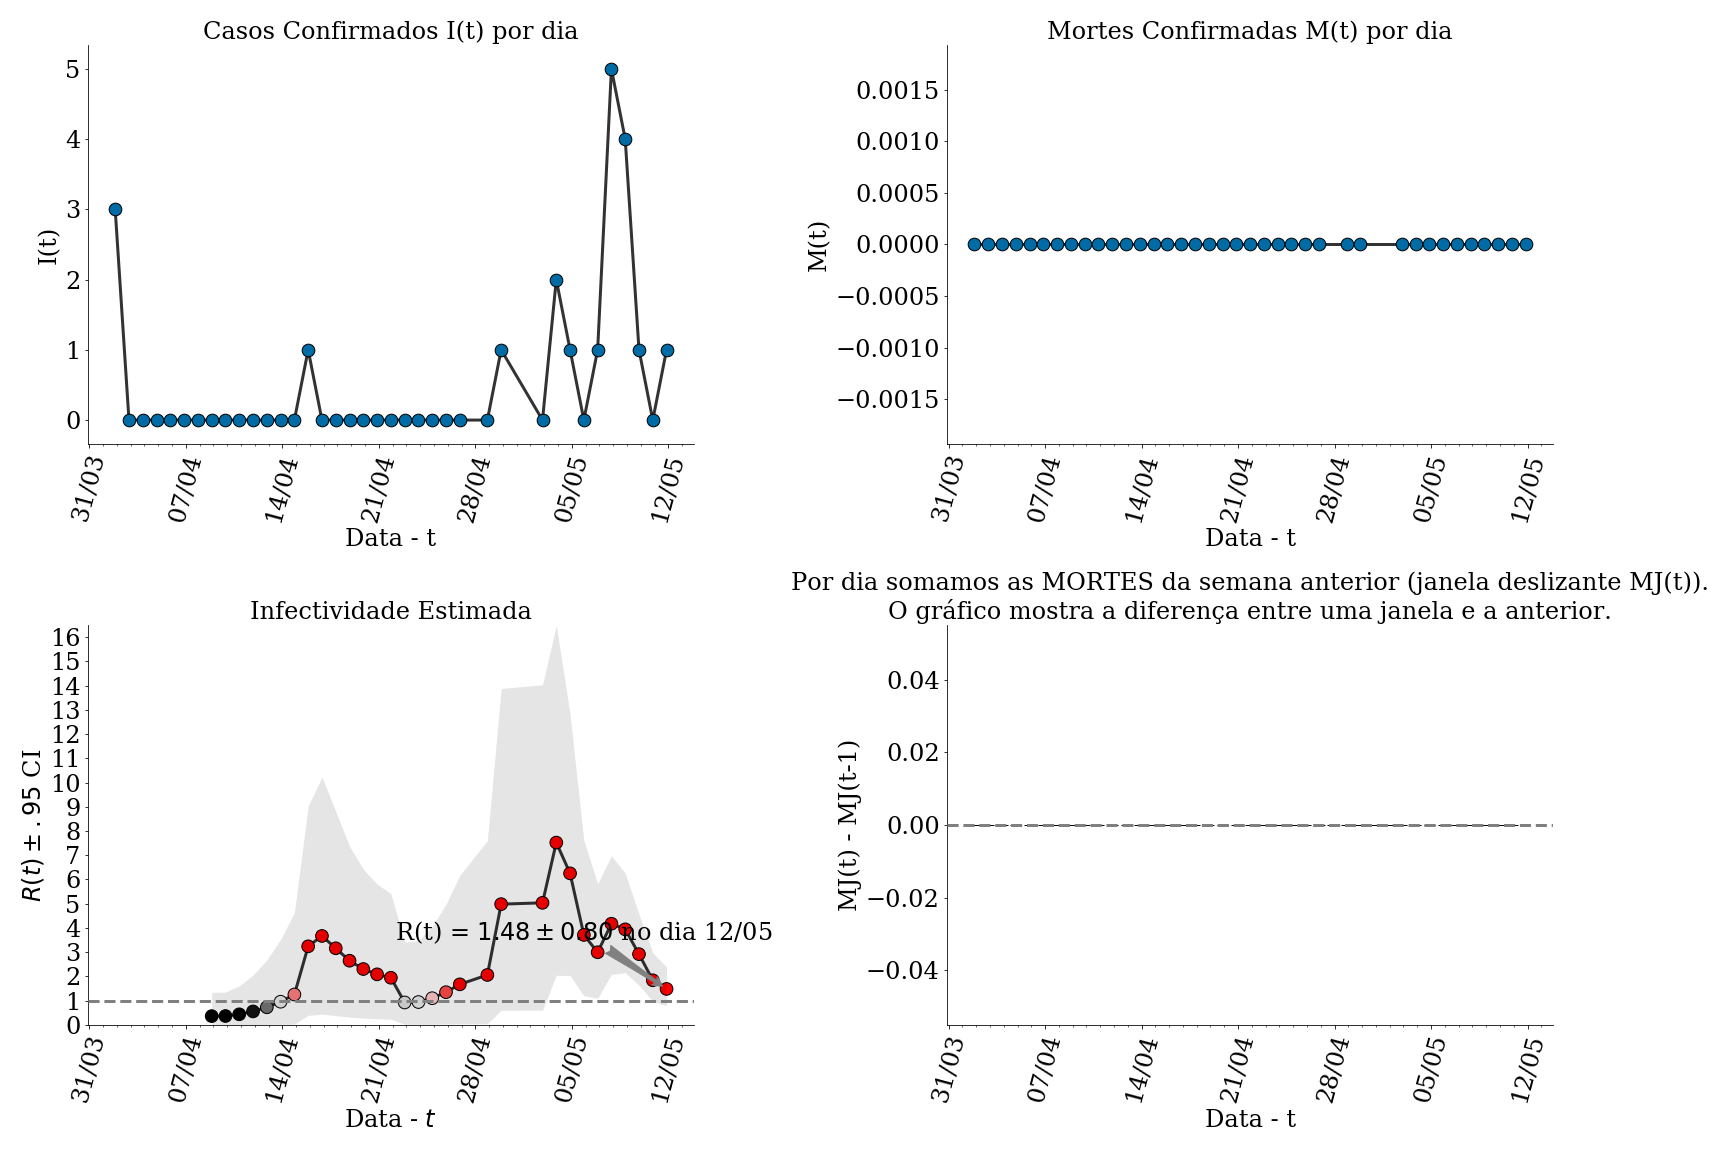 Casos Confirmados I(t) por dia
I(t)
5
4
3
2
1
0
31/03 07/04 14/04 21/04 28/04 05/05 12/05
Data - t
Mortes Confirmadas M(t) por dia
M(t)
0.0015
0.0010
0.0005
0.0000
−0.0005
−0.0010
−0.0015
31/03 07/04 14/04 21/04 28/04 05/05 12/05
Data - t
Infectividade Estimada
R(t) ± .95 CI
16
15
14
13
12
11
10
9
8
7
6
5
4
3
2
1
0
R(t) = 1.48 ± 0.80 no dia 12/05
31/03 07/04 14/04 21/04 28/04 05/05 12/05
Data - t
Por dia somamos as MORTES da semana anterior (janela deslizante MJ(t)).
O gráfico mostra a diferença entre uma janela e a anterior.
MJ(t) - MJ(t-1)
0.04
0.02
0.00
−0.02
−0.04
31/03 07/04 14/04 21/04 28/04 05/05 12/05
Data - t